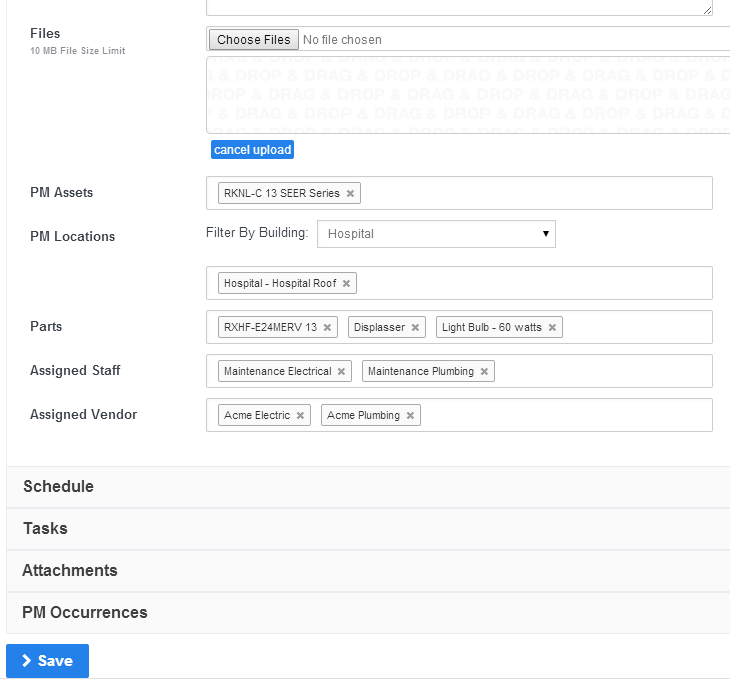 Files
10 MB File Size Limit
Choose Files No file chosen
& DROP & DRAG & DROP & DRAG & DROP & DRAG & DROP &
ROP & DRAG & DROP & DRAG & DROP & DRAG & DROP & DRAG
& DRAG & DROP & DRAG & DROP & DRAG & DROP & DRAG &
cancel upload
PM Assets
RKNL-C 13 SEER Series ×
PM Locations
Filter By Building: Hospital
Hospital - Hospital Roof ×
Parts
RXHF-E24MERV 13 × Displasser × Light Bulb - 60 watts ×
Assigned Staff
Maintenance Electrical × Maintenance Plumbing ×
Assigned Vendor
Acme Electric × Acme Plumbing ×
Schedule
Tasks
Attachments
PM Occurrences
Save